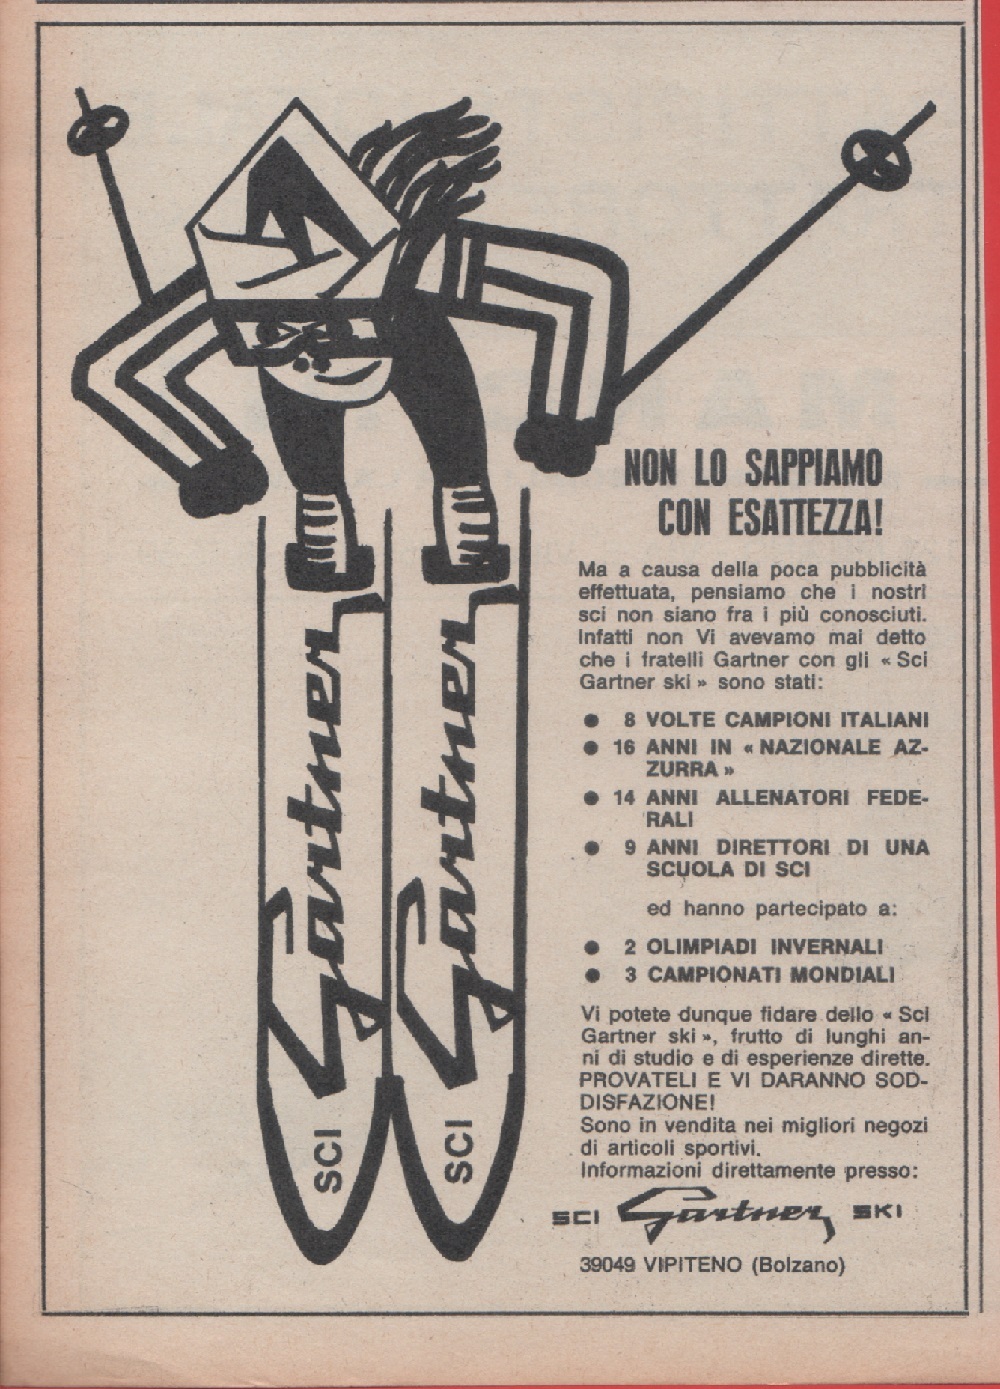 NON LO SAPPIAMO
CON ESATTEZZA!
Ma a causa della poca pubblicità
effettuata, pensiamo che i nostri
sci non siano fra i più conosciuti.
Infatti non Vi avevamo mai detto
che i fratelli Gartner con gli « Sci
Gartner ski » sono stati:
● 8 VOLTE CAMPIONI ITALIANI
● 16 ANNI IN « NAZIONALE AZ-
ZURRA »
● 14 ANNI ALLENATORI FEDE-
RALI
● 9 ANNI DIRETTORI DI UNA
SCUOLA DI SCI
ed hanno partecipato a:
● 2 OLIMPIADI INVERNALI
● 3 CAMPIONATI MONDIALI
Vi potete dunque fidare dello « Sci
Gartner ski », frutto di lunghi an-
ni di studio e di esperienze dirette.
PROVATELI E VI DARANNO SOD-
DISFAZIONE!
Sono in vendita nei migliori negozi
di articoli sportivi.
Informazioni direttamente presso:
SCI Gartner SKI
39049 VIPITENO (Bolzano)
SCI Gartner
SCI Gartner